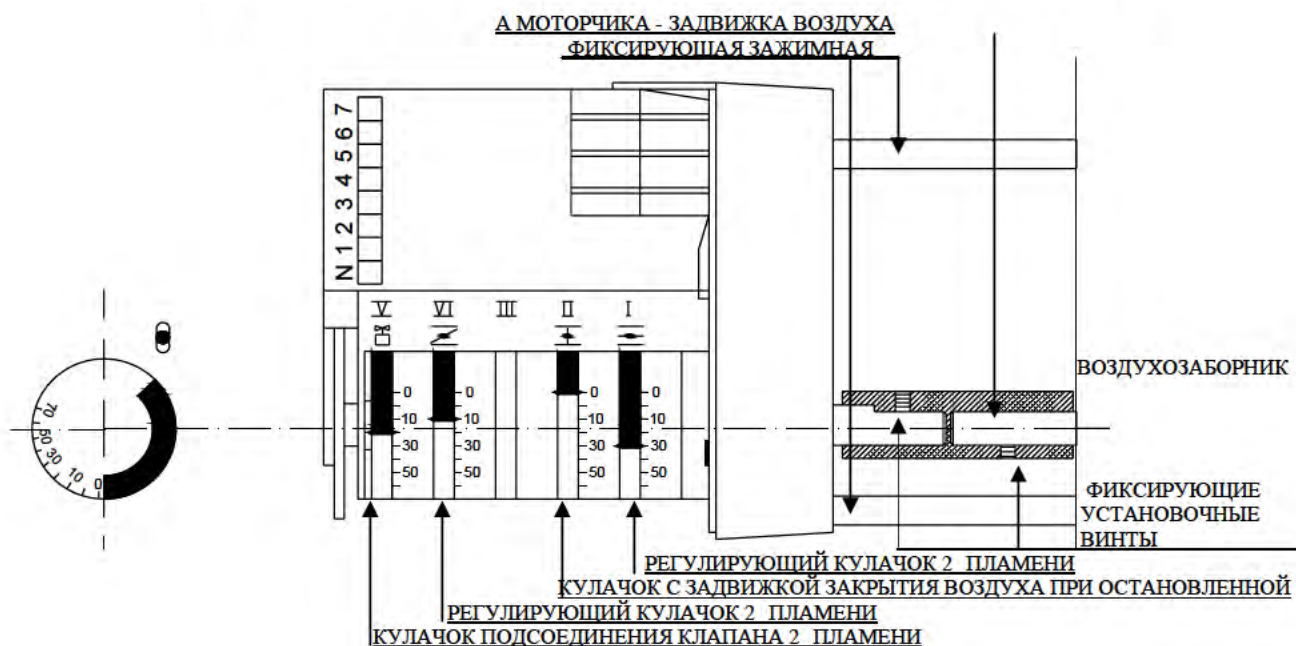 А МОТОРЧИКА - ЗАДВИЖКА ВОЗДУХА
ФИКСИРУЮШАЯ ЗАЖИМНАЯ
7
6
5
4
3
2
1
N
V VI III II I
0 0 0 0
10 10 10 10
30 30 30 30
50 50 50 50
70
50
30
10
0
ВОЗДУХОЗАБОРНИК
ФИКСИРУЮЩИЕ
УСТАНОВОЧНЫЕ
ВИНТЫ
РЕГУЛИРУЮЩИЙ КУЛАЧОК 2 ПЛАМЕНИ
КУЛАЧОК С ЗАДВИЖКОЙ ЗАКРЫТИЯ ВОЗДУХА ПРИ ОСТАНОВЛЕННОЙ
РЕГУЛИРУЮЩИЙ КУЛАЧОК 2 ПЛАМЕНИ
КУЛАЧОК ПОДСОЕДИНЕНИЯ КЛАПАНА 2 ПЛАМЕНИ